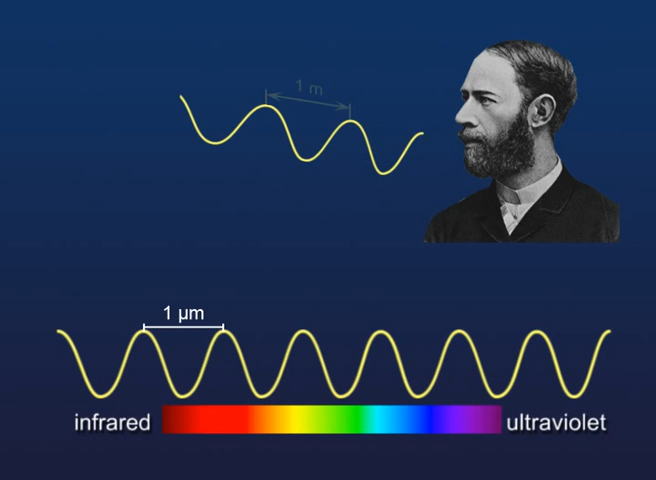 1 m
1 µm
infrared
ultraviolet